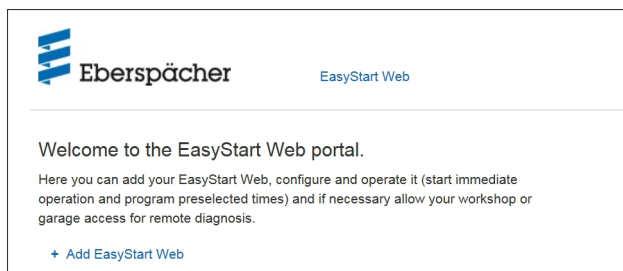 Eberspächer
EasyStart Web
Welcome to the EasyStart Web portal.
Here you can add your EasyStart Web, configure and operate it (start immediate
operation and program preselected times) and if necessary allow your workshop or
garage access for remote diagnosis.
+ Add EasyStart Web